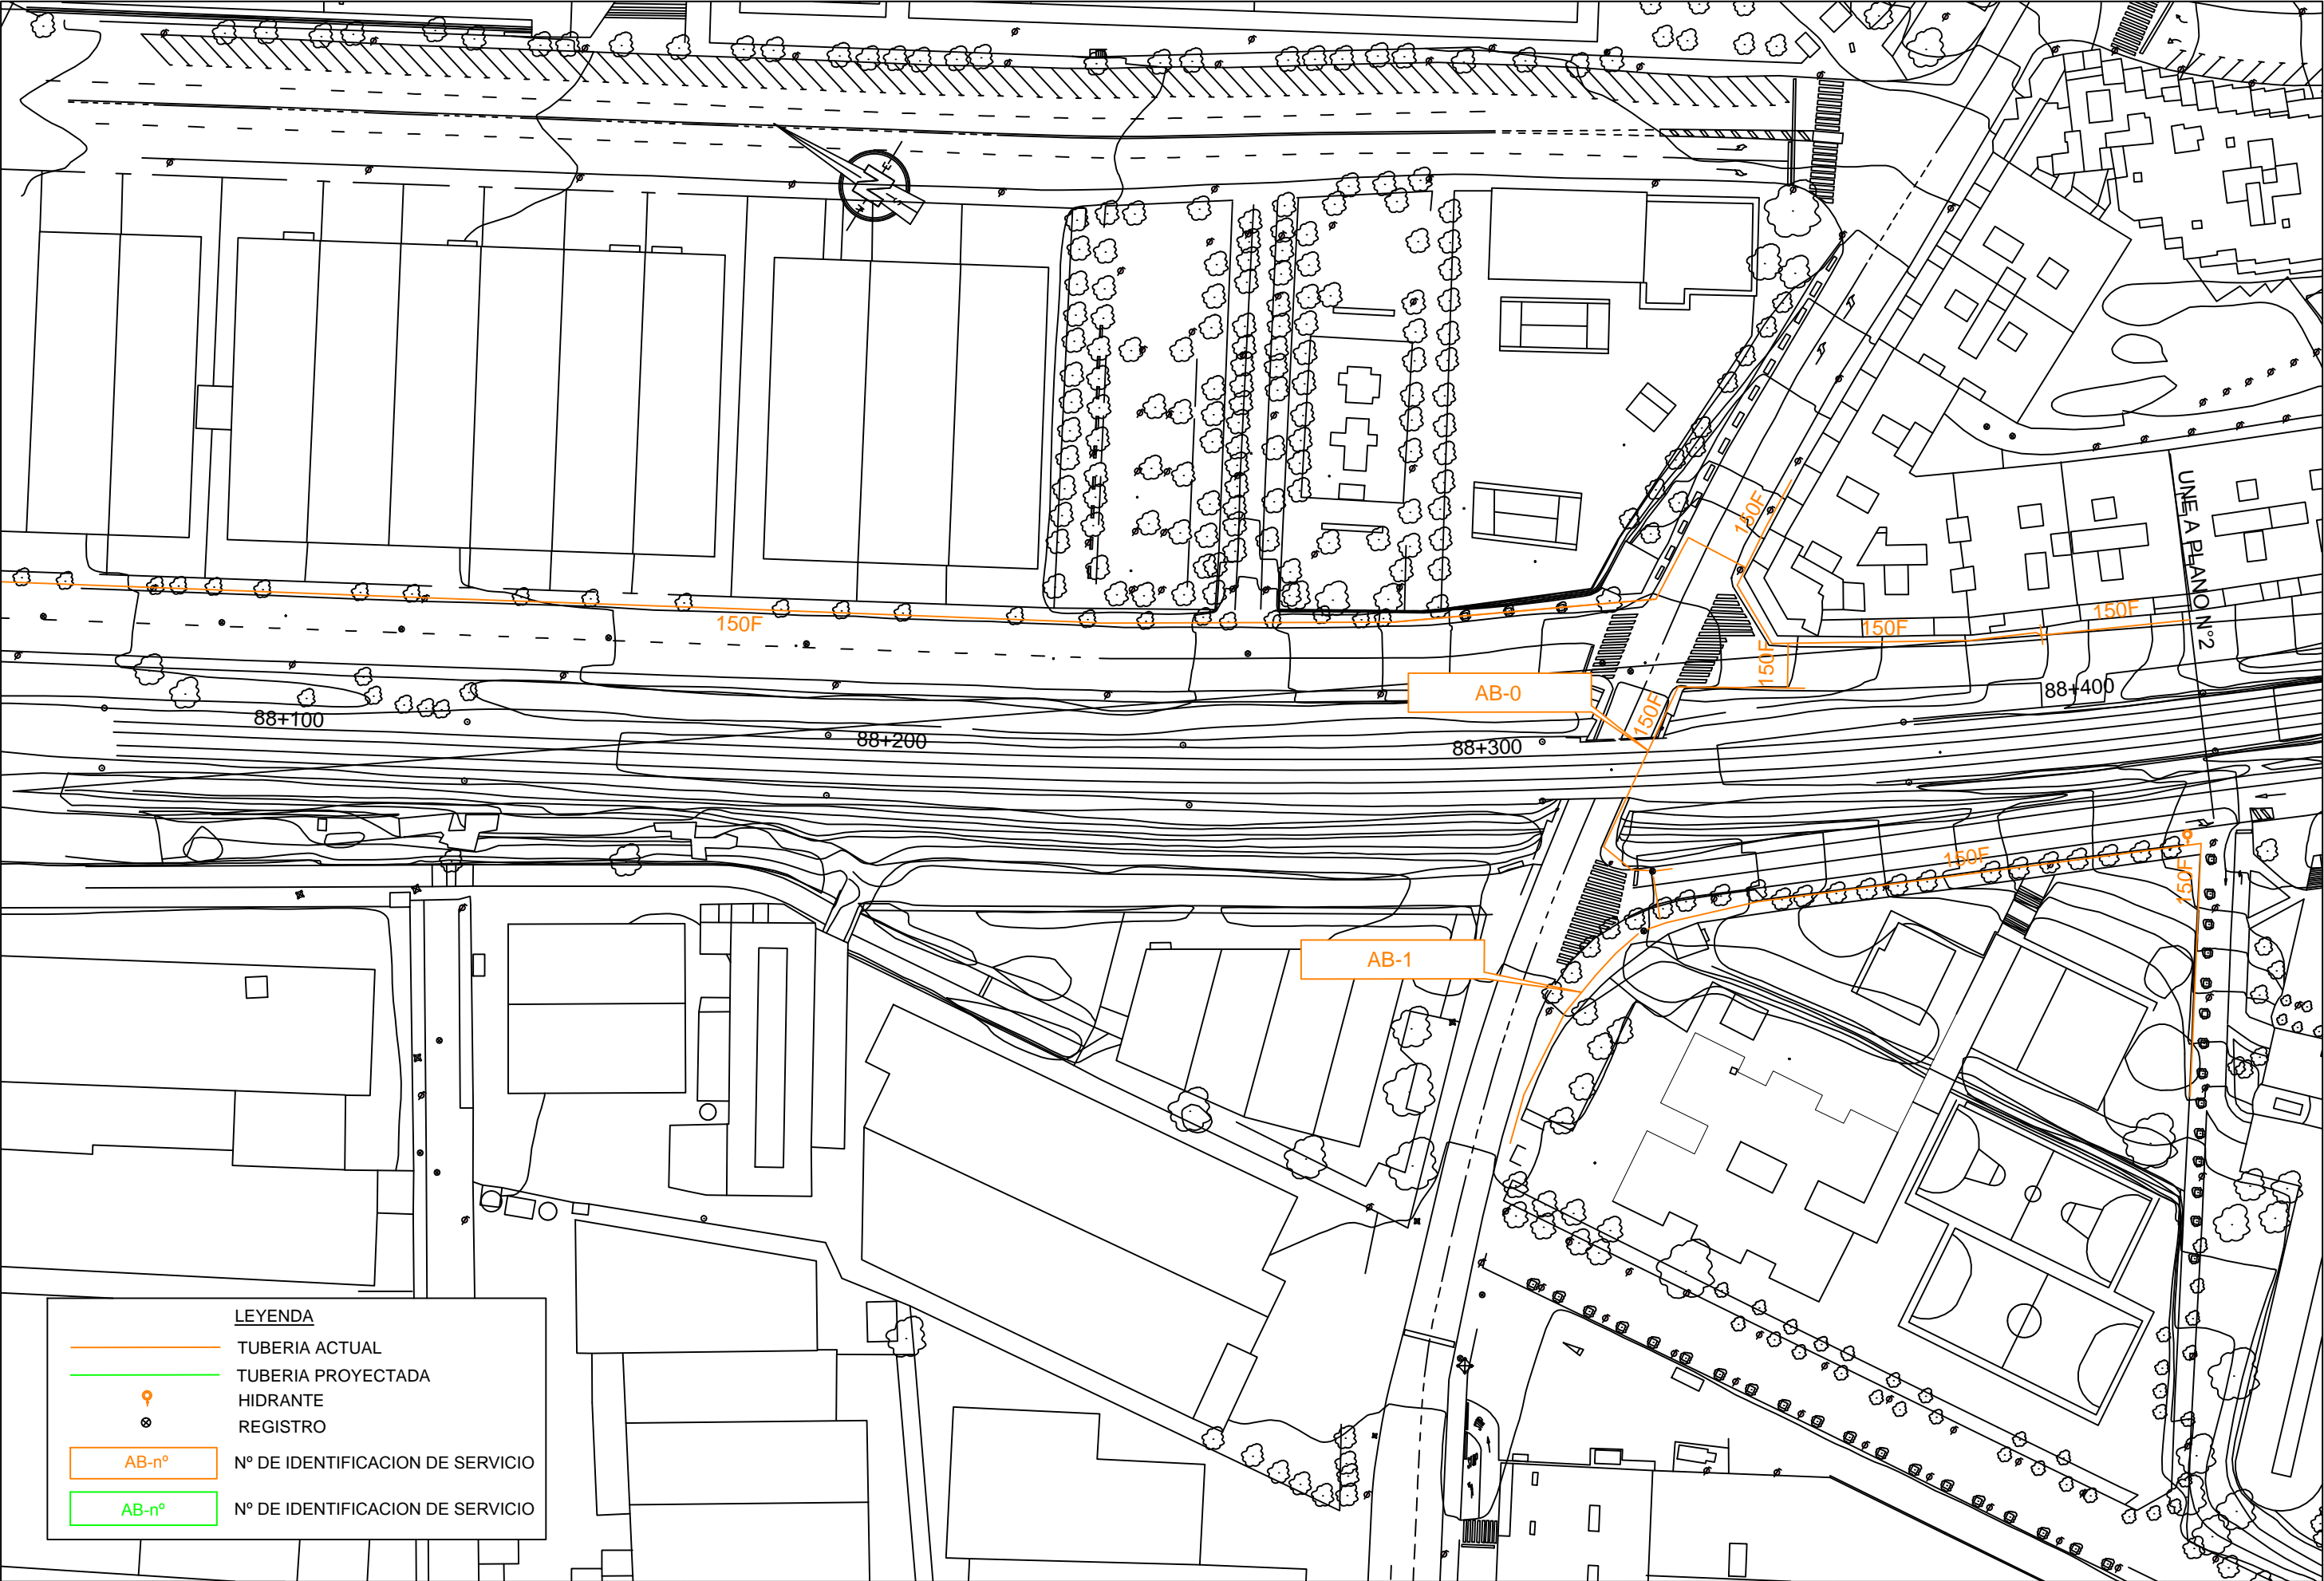 150F
UNE A PLANO N°2
150F
150F
150F
150F
AB-0
88+400
150F
88+100
88+200
88+300
150F
150F
AB-1
LEYENDA
TUBERIA ACTUAL
TUBERIA PROYECTADA
HIDRANTE
REGISTRO
AB-nº Nº DE IDENTIFICACION DE SERVICIO
AB-nº Nº DE IDENTIFICACION DE SERVICIO